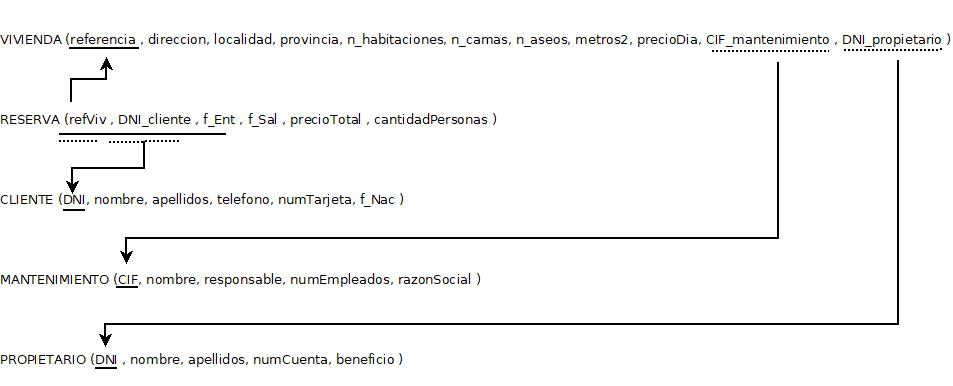 VIVIENDA (referencia , direccion, localidad, provincia, n_habitaciones, n_camas, n_aseos, metros2, precioDia, CIF_mantenimiento , DNI_propietario )
RESERVA (refViv , DNI_cliente , f_Ent , f_Sal , precioTotal , cantidadPersonas )
CLIENTE (DNI, nombre, apellidos, telefono, numTarjeta, f_Nac )
MANTENIMIENTO (CIF, nombre, responsable, numEmpleados, razonSocial )
PROPIETARIO (DNI , nombre, apellidos, numCuenta, beneficio )